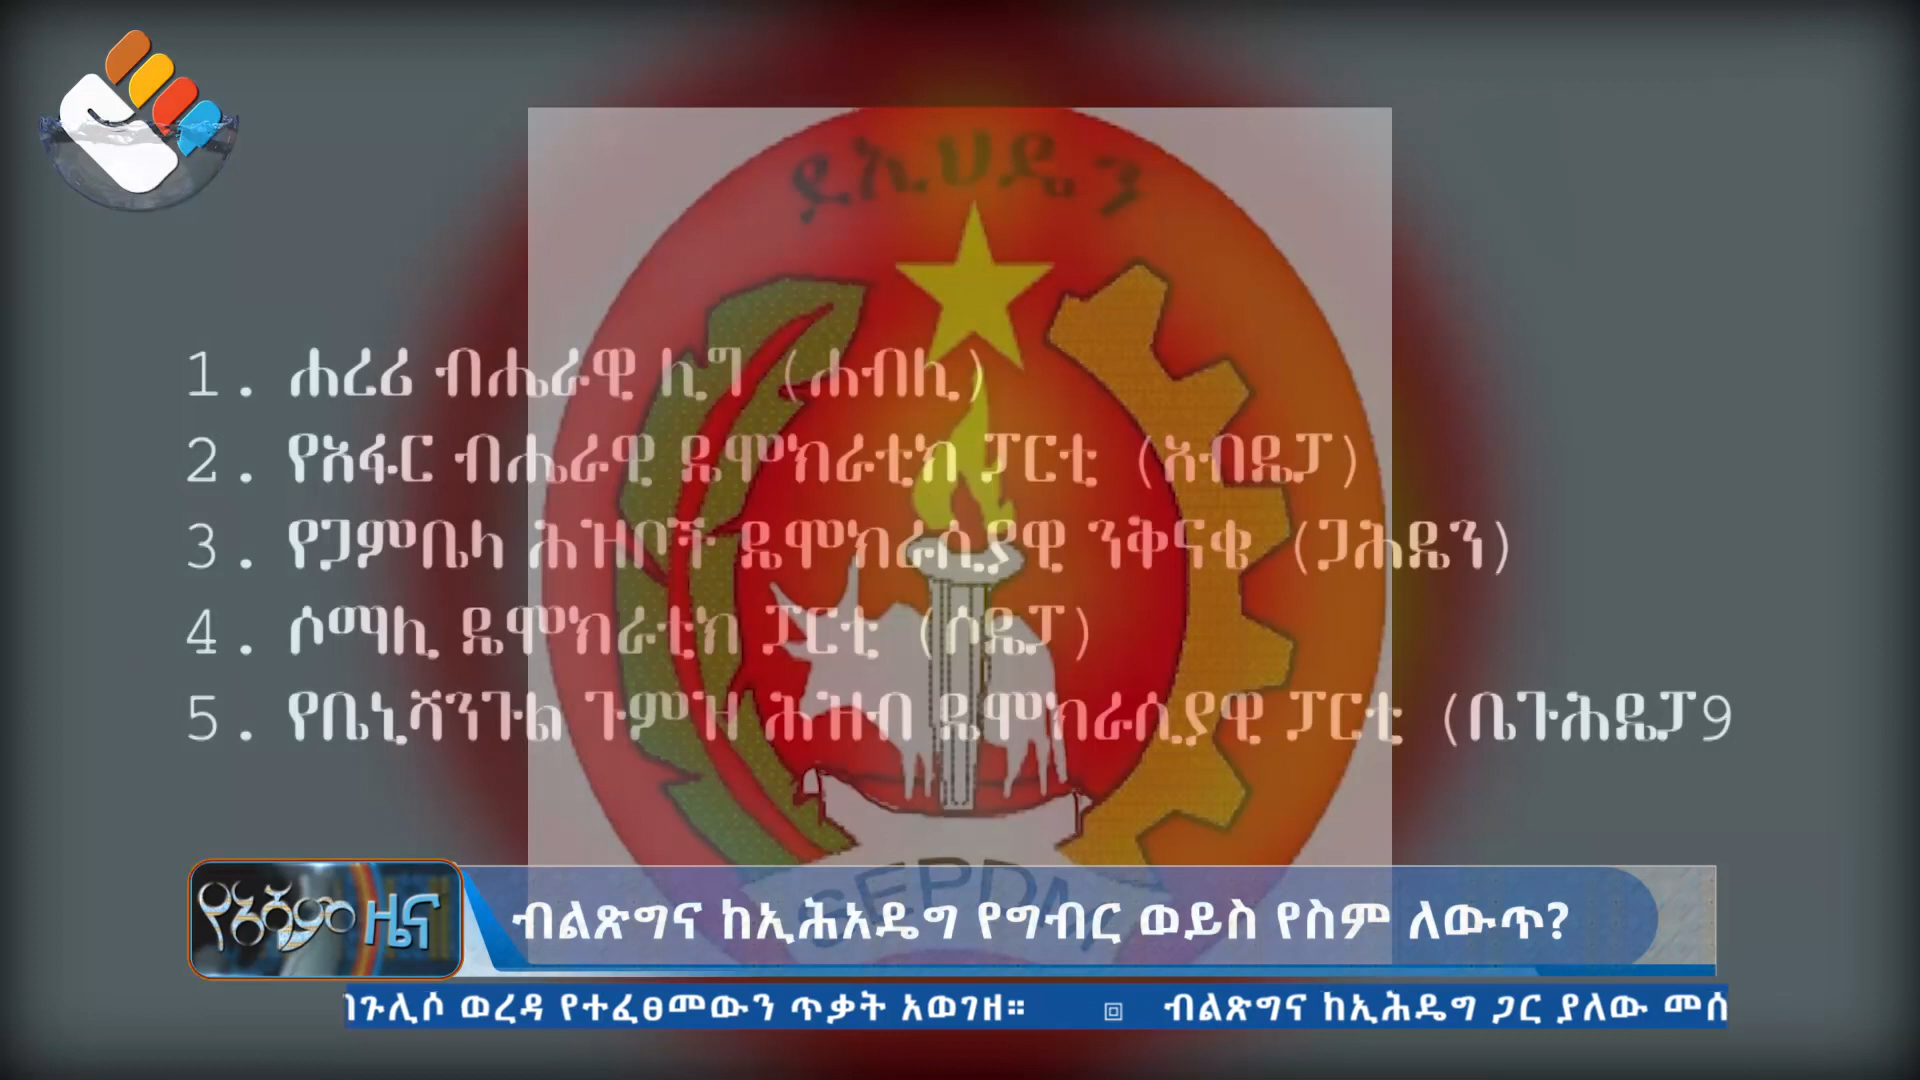 ደኢህዴን
1. ሐረሪ ብሔራዊ ሊግ (ሐብሊ)
2. የአፋር ብሔራዊ ዴሞክራቲክ ፓርቲ (አብዴፓ)
3. የጋምቤላ ሕዝቦች ዴሞክራሲያዊ ንቅናቄ (ጋሕዴን)
4. ሶማሊ ዴሞክራቲክ ፓርቲ (ሶዴፓ)
5. የቤኒሻንጉል ጉምዝ ሕዝብ ዴሞክራሲያዊ ፓርቲ (ቤጉሕዴፓ9
SEPDM
ዜና ብልጽግና ከኢሕአዴግ የግብር ወይስ የስም ለውጥ?
ጉሊሶ ወረዳ የተፈፀመውን ጥቃት አወገዘ። ብልጽግና ከኢሕዴግ ጋር ያለው መሰ